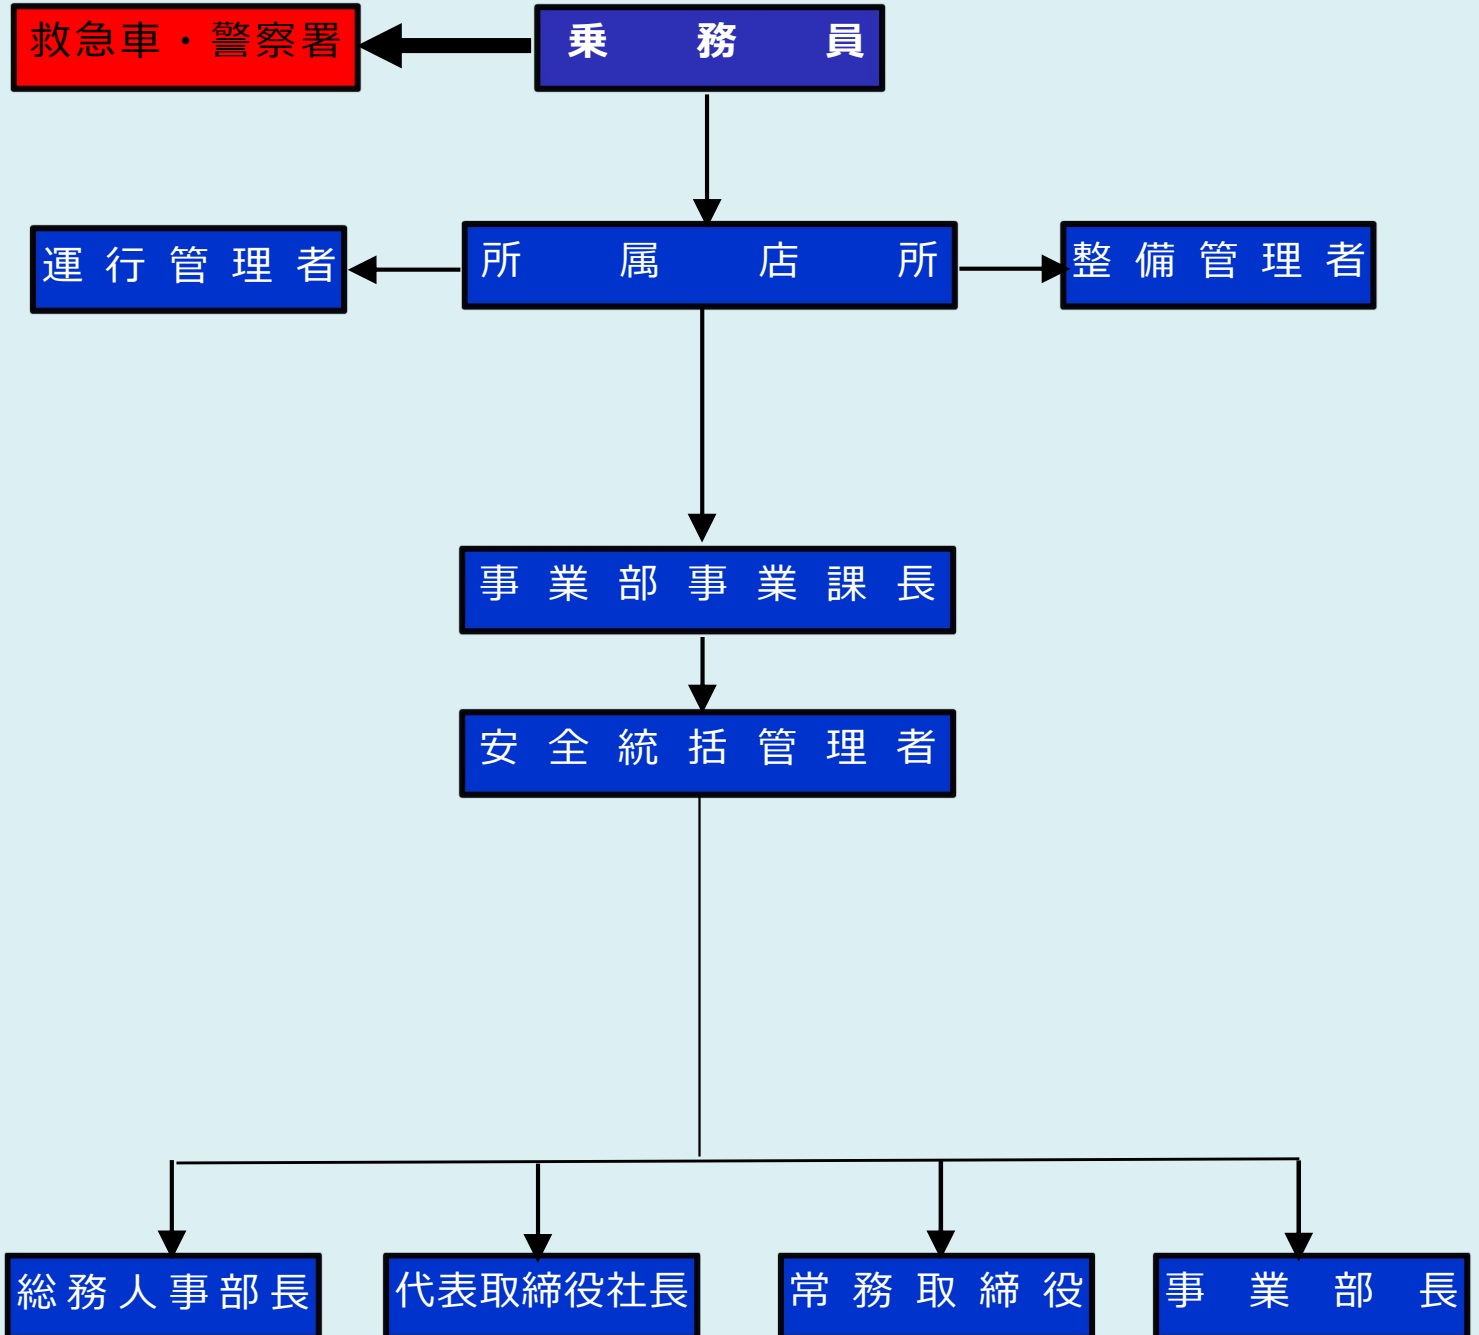 救急車・警察署
乗務員
運行管理者
所属店所
整備管理者
事業部事業課長
安全統括管理者
総務人事部長
代表取締役社長
常務取締役
事業部長